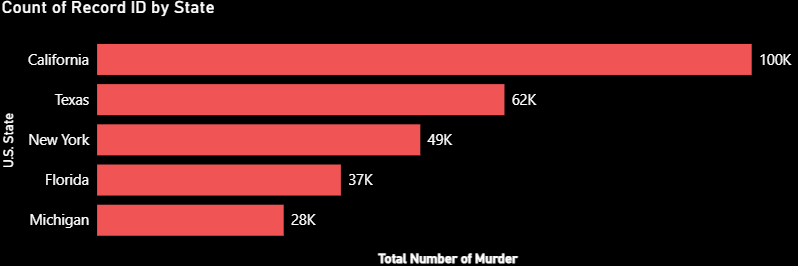 Count of Record ID by State
California 100K
Texas 62K
New York 49K
Florida 37K
Michigan 28K
U.S. State
Total Number of Murder